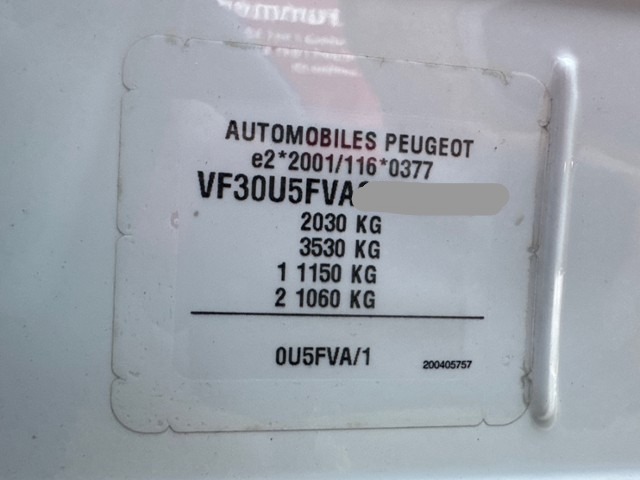 AUTOMOBILES PEUGEOT
e2*2001/116*0377
VF30U5FVA
2030 KG
3530 KG
1 1150 KG
2 1060 KG
0U5FVA/1
200405757